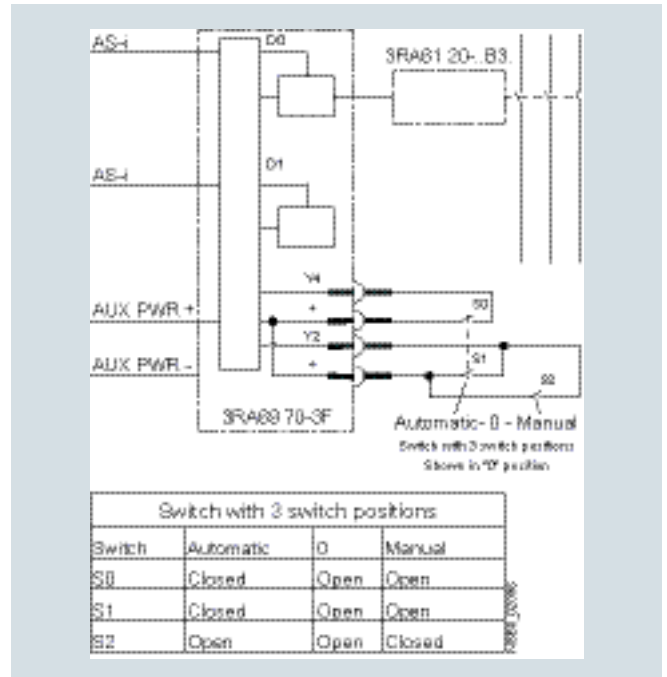 AS-i
D0
3RA61 20-..B3.
AS-i
D1
Y4
AUX PWR +
+
S0
Y2
AUX PWR -
+
S1
S2
3RA69 70-3F
Automatic- 0 - Manual
Switch with 3 switch positions
Shown in "0" position
Switch with 3 switch positions
Switch Automatic 0 Manual
S0 Closed Open Open
S1 Closed Open Open
S2 Open Open Closed